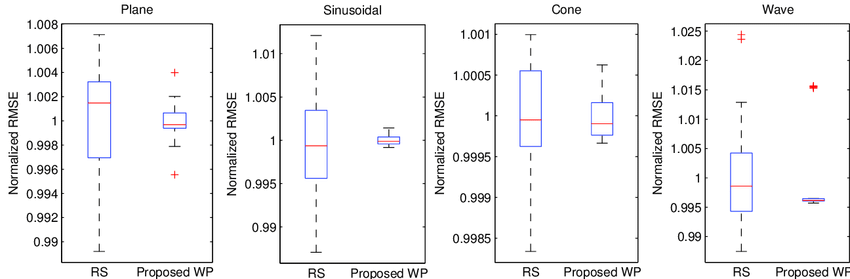 Plane
Sinusoidal
Cone
Wave
Normalized RMSE
1.008
1.006
1.004
1.002
1
0.998
0.996
0.994
0.992
0.99
RS
Proposed WP
Normalized RMSE
1.01
1.005
1
0.995
0.99
RS
Proposed WP
Normalized RMSE
1.001
1.0005
1
0.9995
0.999
0.9985
RS
Proposed WP
Normalized RMSE
1.025
1.02
1.015
1.01
1.005
1
0.995
0.99
RS
Proposed WP